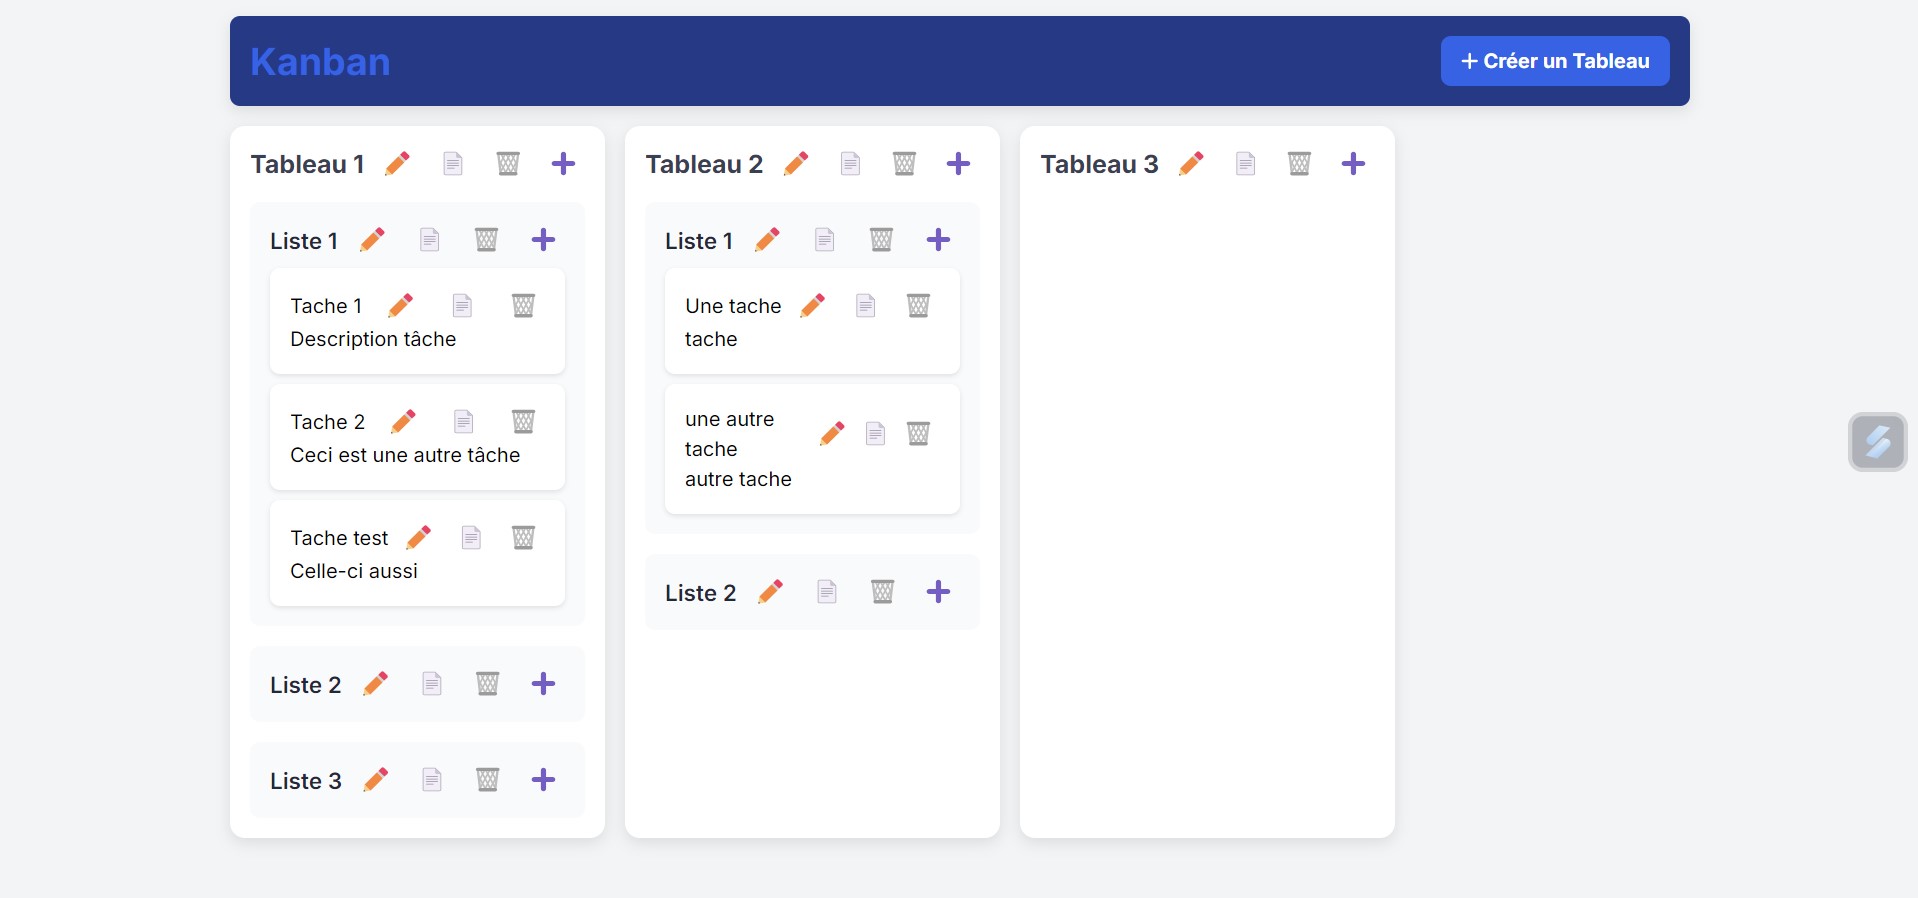 Kanban
+ Créer un Tableau
Tableau 1
Liste 1
Tache 1
Description tâche
Tache 2
Ceci est une autre tâche
Tache test
Celle-ci aussi
Liste 2
Liste 3
Tableau 2
Liste 1
Une tache
tache
une autre
tache
autre tache
Liste 2
Tableau 3